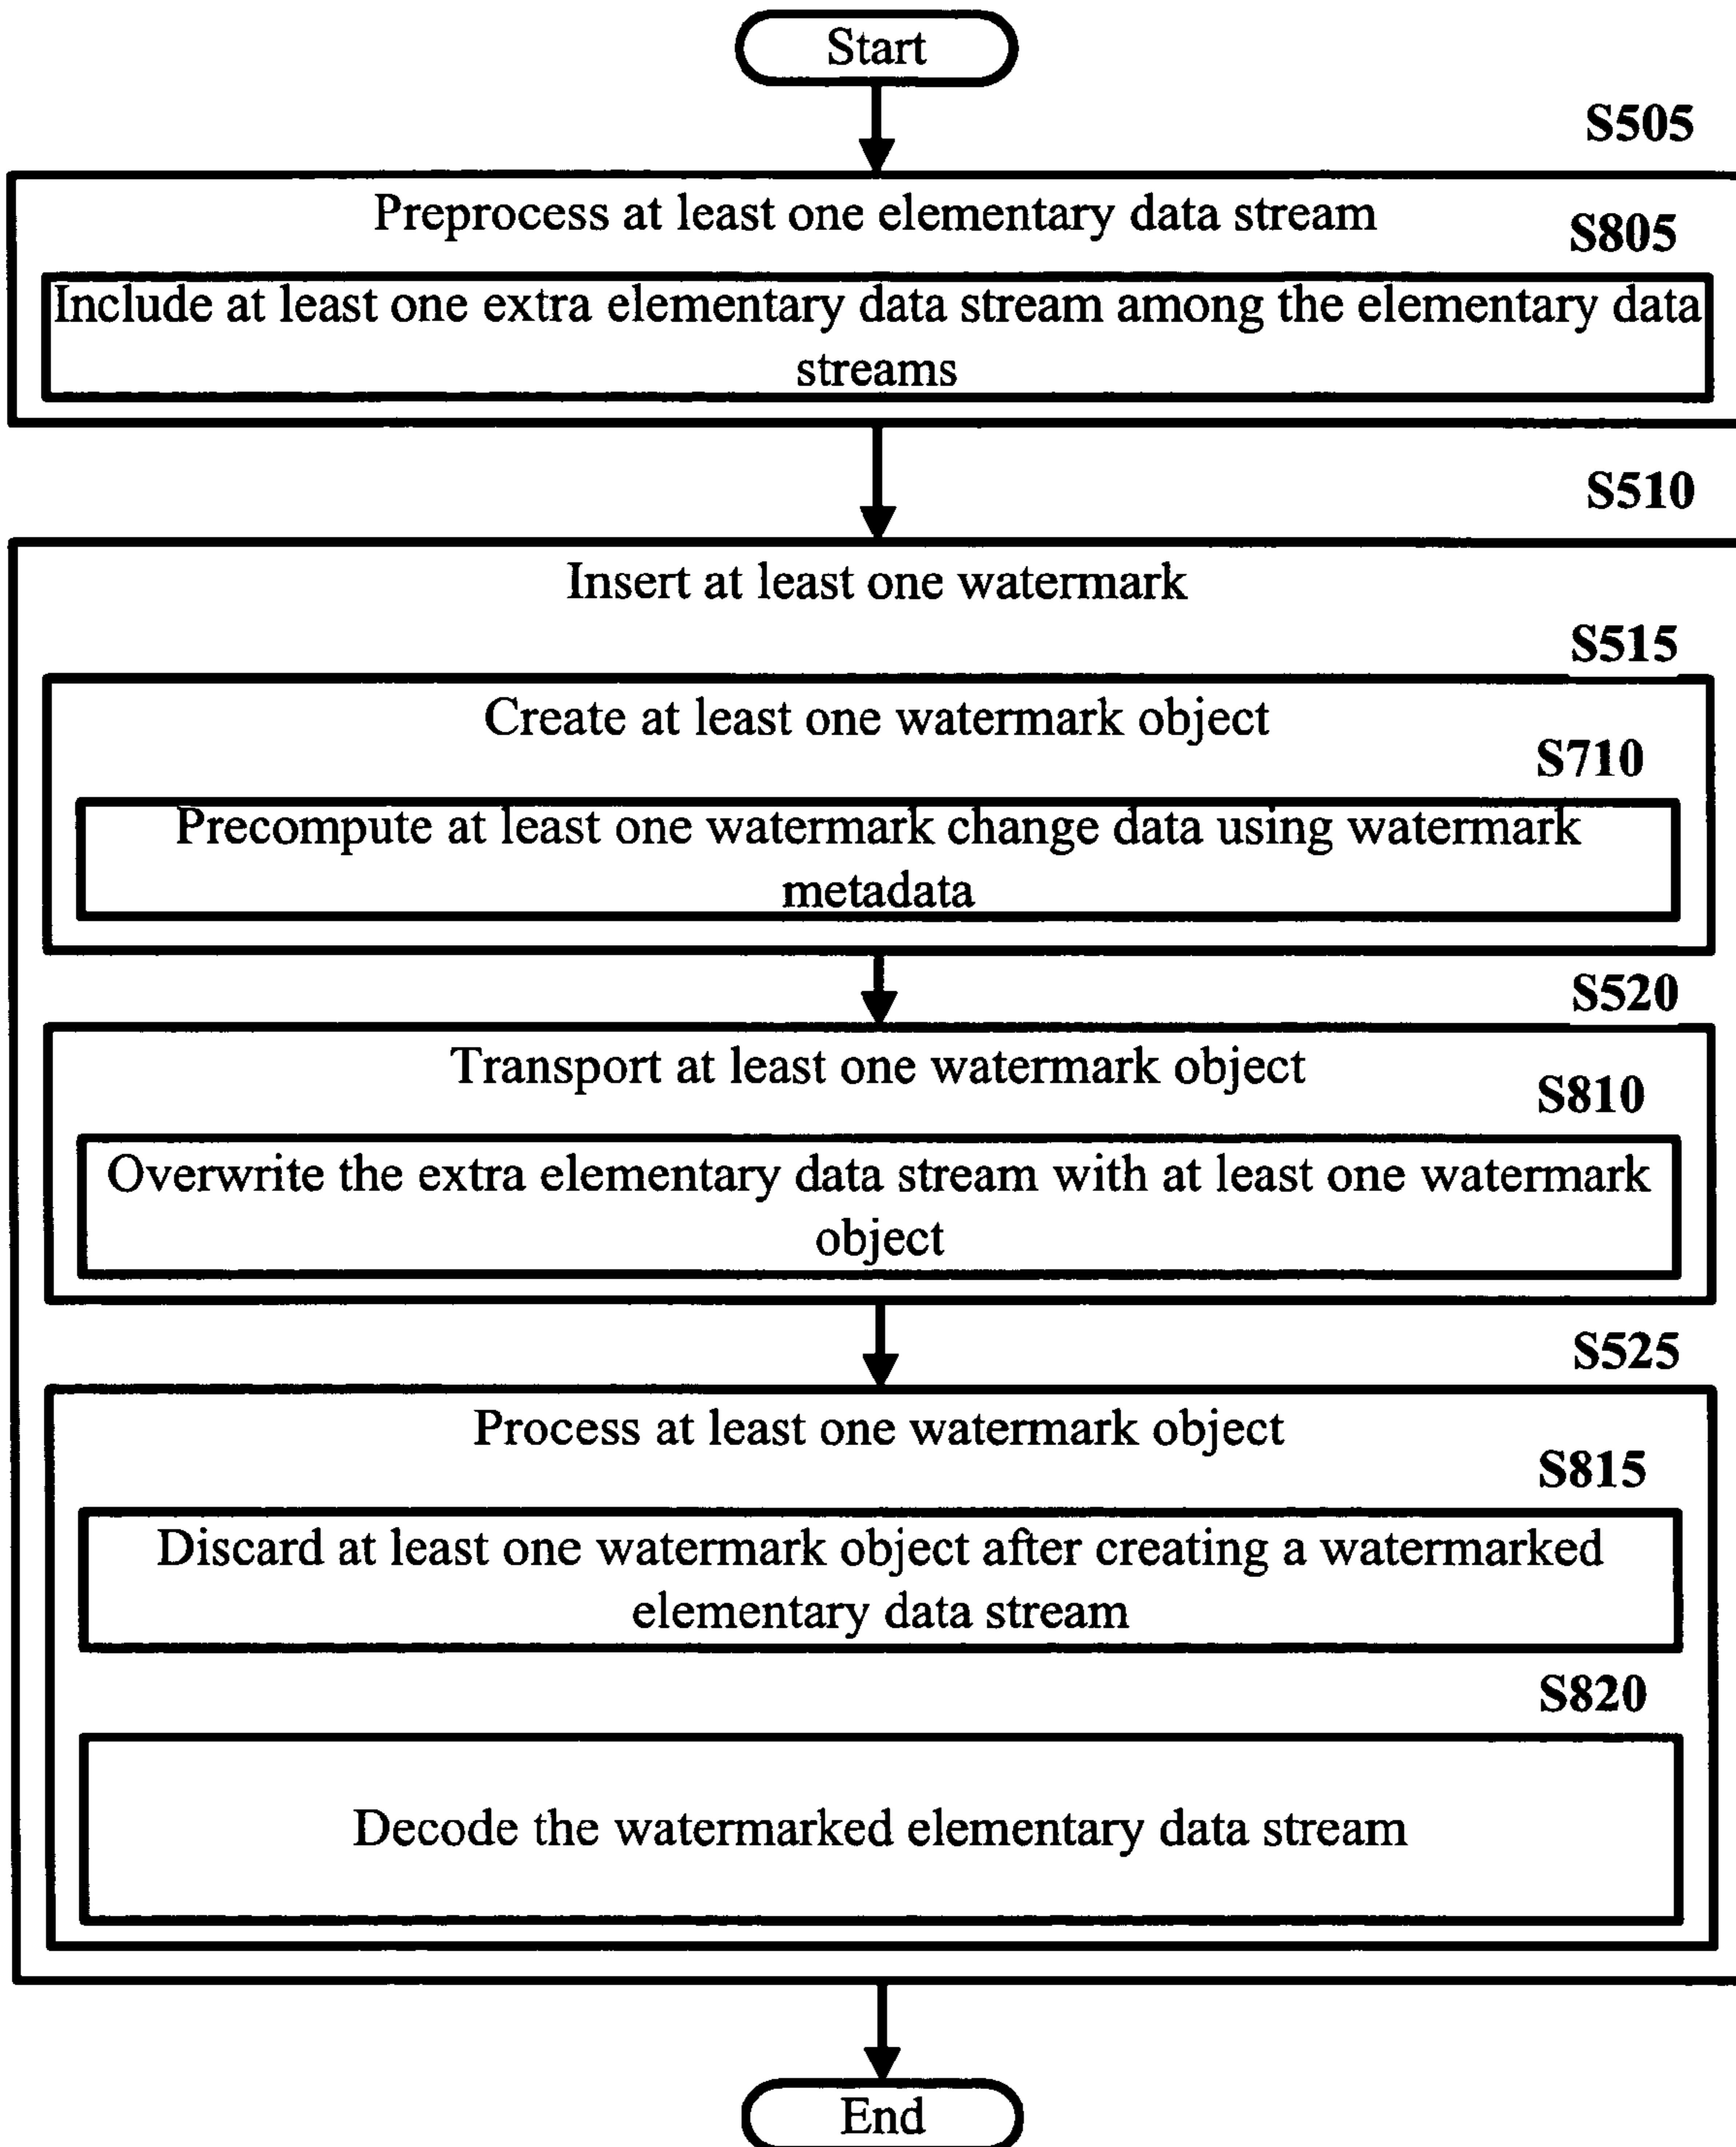 Start
S505
Preprocess at least one elementary data stream
S805
Include at least one extra elementary data stream among the elementary data
streams
S510
Insert at least one watermark
S515
Create at least one watermark object
S710
Precompute at least one watermark change data using watermark
metadata
S520
Transport at least one watermark object
S810
Overwrite the extra elementary data stream with at least one watermark
object
S525
Process at least one watermark object
S815
Discard at least one watermark object after creating a watermarked
elementary data stream
S820
Decode the watermarked elementary data stream
End